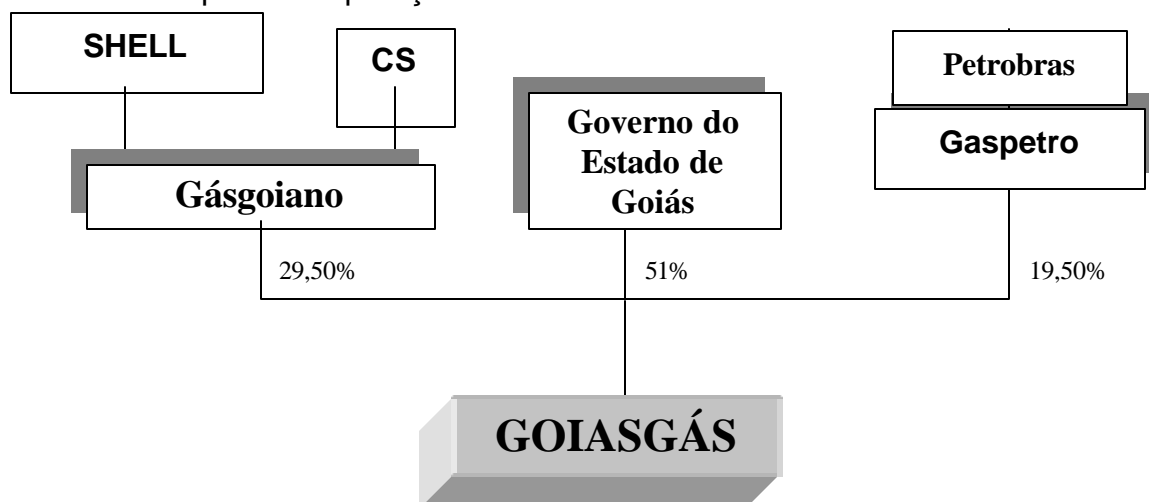 SHELL
CS
Petrobras
Gaspetro
Governo do
Estado de
Goiás
Gásgoiano
29,50%
51%
19,50%
GOIASGÁS